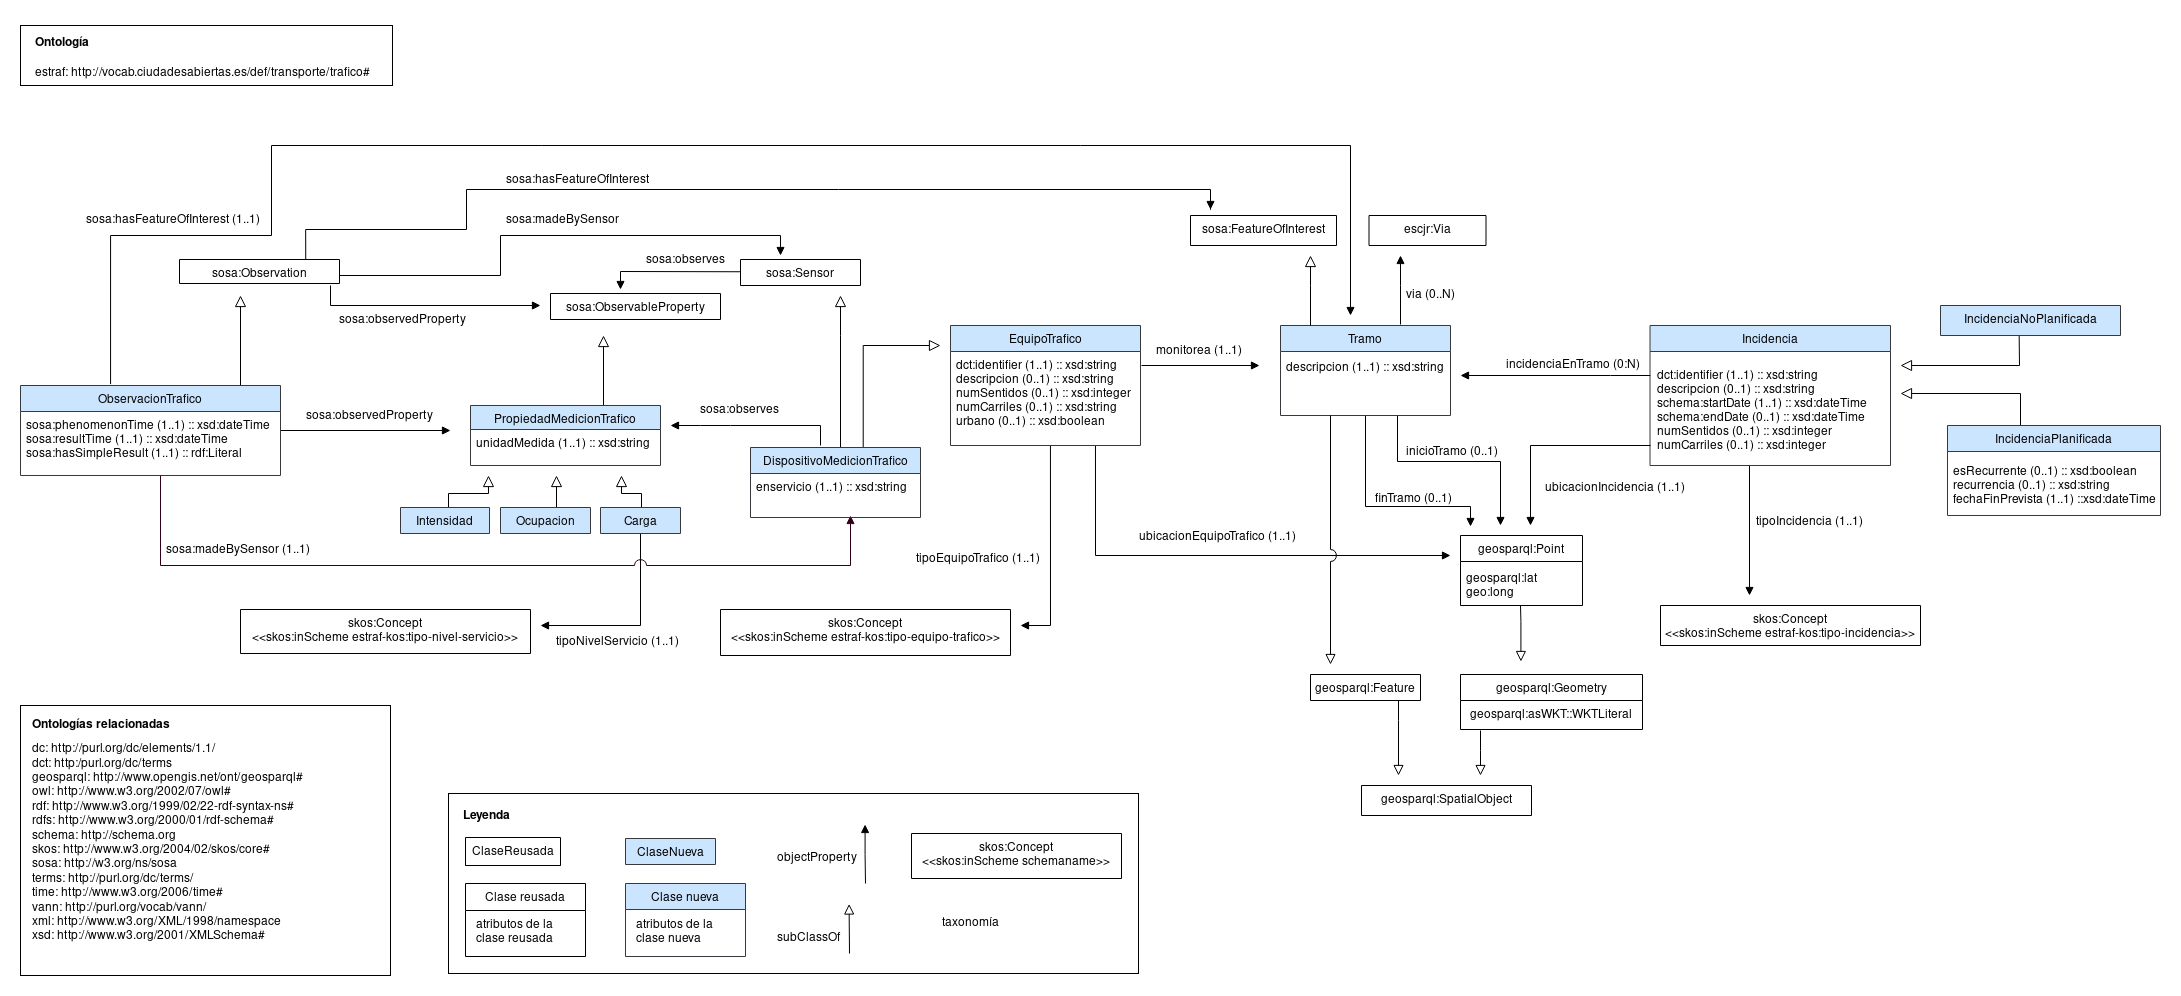 Ontología
estraf: http://vocab.ciudadesabiertas.es/def/transporte/trafico#
sosa:hasFeatureOfInterest
sosa:hasFeatureOfInterest (1..1)
sosa:madeBySensor
sosa:FeatureOfInterest
escjr:Via
sosa:observes
sosa:Observation
sosa:Sensor
sosa:ObservableProperty
sosa:observedProperty
via (0..N)
IncidenciaNoPlanificada
EquipoTrafico
dct:identifier (1..1) :: xsd:string
descripcion (0..1) :: xsd:string
numSentidos (0..1) :: xsd:integer
numCarriles (0..1) :: xsd:string
urbano (0..1) :: xsd:boolean
monitorea (1..1)
Tramo
descripcion (1..1) :: xsd:string
incidenciaEnTramo (0:N)
Incidencia
dct:identifier (1..1) :: xsd:string
descripcion (0..1) :: xsd:string
schema:startDate (1..1) :: xsd:dateTime
schema:endDate (0..1) :: xsd:dateTime
numSentidos (0..1) :: xsd:integer
numCarriles (0..1) :: xsd:integer
ObservacionTrafico
sosa:phenomenonTime (1..1) :: xsd:dateTime
sosa:resultTime (1..1) :: xsd:dateTime
sosa:hasSimpleResult (1..1) :: rdf:Literal
sosa:observedProperty
PropiedadMedicionTrafico
unidadMedida (1..1) :: xsd:string
sosa:observes
DispositivoMedicionTrafico
enservicio (1..1) :: xsd:string
IncidenciaPlanificada
esRecurrente (0..1) :: xsd:boolean
recurrencia (0..1) :: xsd:string
fechaFinPrevista (1..1) ::xsd:dateTime
inicioTramo (0..1)
finTramo (0..1)
ubicacionIncidencia (1..1)
tipoIncidencia (1..1)
Intensidad
Ocupacion
Carga
sosa:madeBySensor (1..1)
tipoEquipoTrafico (1..1)
ubicacionEquipoTrafico (1..1)
geosparql:Point
geosparql:lat
geo:long
skos:Concept
<<skos:inScheme estraf-kos:tipo-nivel-servicio>>
tipoNivelServicio (1..1)
skos:Concept
<<skos:inScheme estraf-kos:tipo-equipo-trafico>>
skos:Concept
<<skos:inScheme estraf-kos:tipo-incidencia>>
geosparql:Feature
geosparql:Geometry
geosparql:asWKT::WKTLiteral
geosparql:SpatialObject
Ontologías relacionadas
dc: http://purl.org/dc/elements/1.1/
dct: http:/purl.org/dc/terms
geosparql: http://www.opengis.net/ont/geosparql#
owl: http://www.w3.org/2002/07/owl#
rdf: http://www.w3.org/1999/02/22-rdf-syntax-ns#
rdfs: http://www.w3.org/2000/01/rdf-schema#
schema: http://schema.org
skos: http://www.w3.org/2004/02/skos/core#
sosa: http://w3.org/ns/sosa
terms: http://purl.org/dc/terms/
time: http://www.w3.org/2006/time#
vann: http://purl.org/vocab/vann/
xml: http://www.w3.org/XML/1998/namespace
xsd: http://www.w3.org/2001/XMLSchema#
Leyenda
ClaseReusada
ClaseNueva
objectProperty
skos:Concept
<<skos:inScheme schemaname>>
Clase reusada
atributos de la
clase reusada
Clase nueva
atributos de la
clase nueva
subClassOf
taxonomía